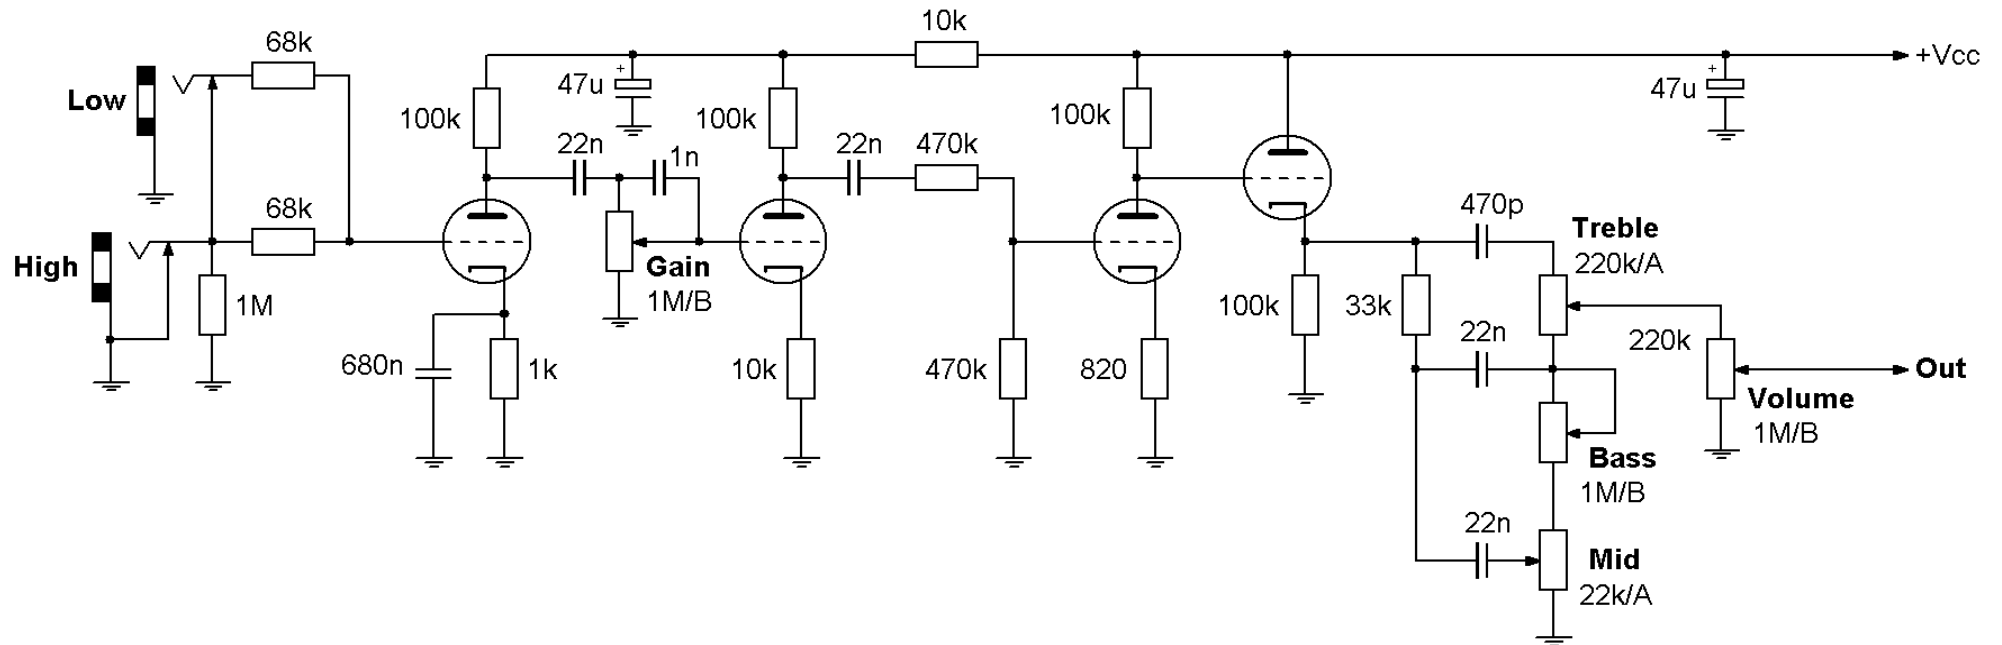 10k
68k
+Vcc
Low
47u
+
47u
+
100k
100k
100k
22n
1n
22n
470k
68k
High
Gain
1M/B
1M
470p
Treble
220k/A
100k
33k
22n
220k
680n
1k
10k
470k
820
Out
Volume
1M/B
Bass
1M/B
22n
Mid
22k/A